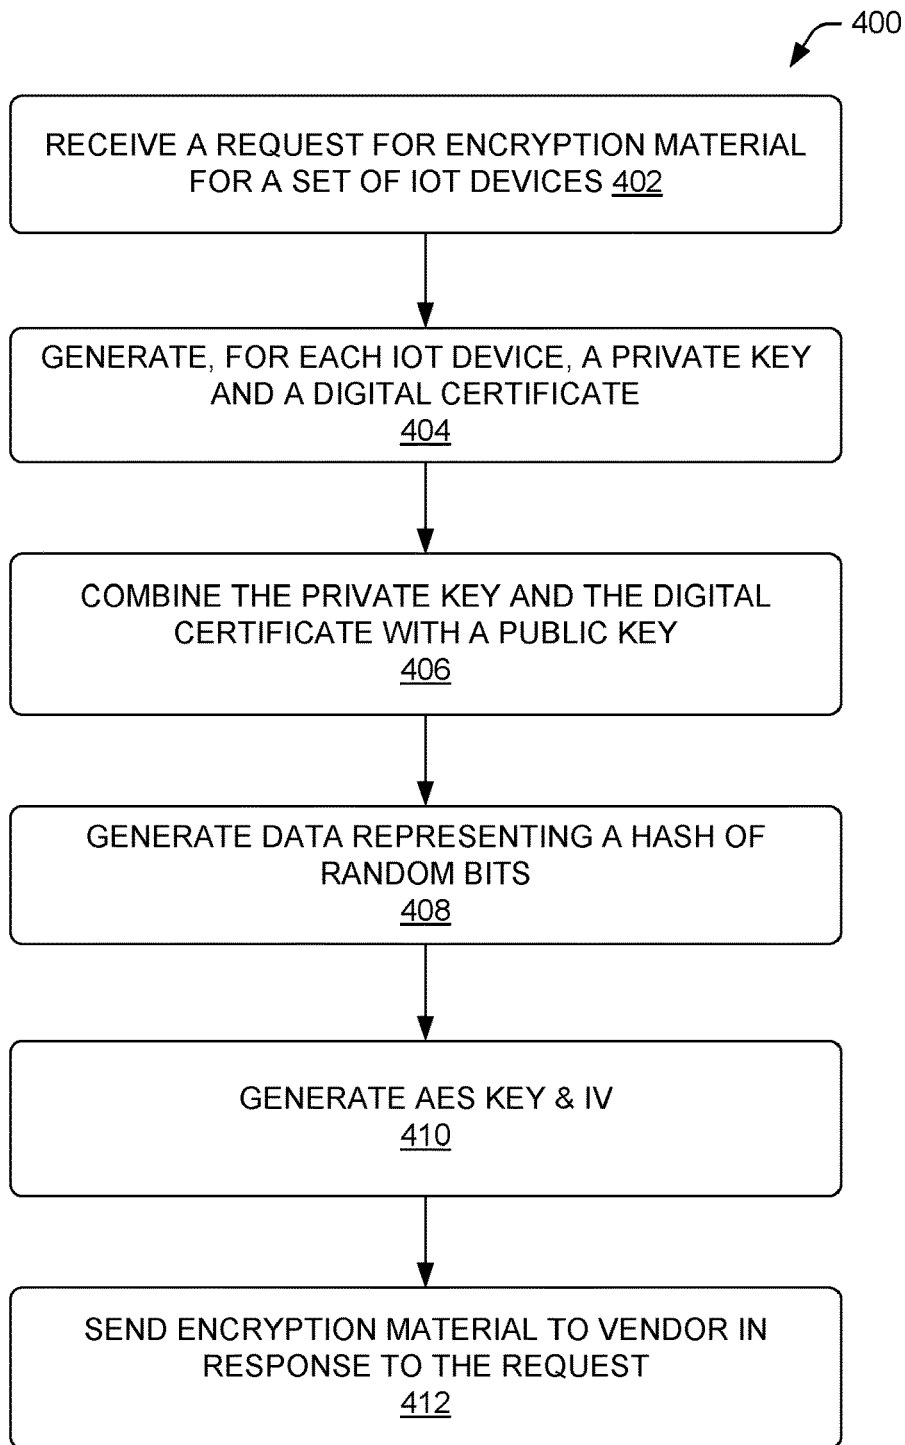 400
RECEIVE A REQUEST FOR ENCRYPTION MATERIAL
FOR A SET OF IOT DEVICES 402
GENERATE, FOR EACH IOT DEVICE, A PRIVATE KEY
AND A DIGITAL CERTIFICATE
404
COMBINE THE PRIVATE KEY AND THE DIGITAL
CERTIFICATE WITH A PUBLIC KEY
406
GENERATE DATA REPRESENTING A HASH OF
RANDOM BITS
408
GENERATE AES KEY & IV
410
SEND ENCRYPTION MATERIAL TO VENDOR IN
RESPONSE TO THE REQUEST
412